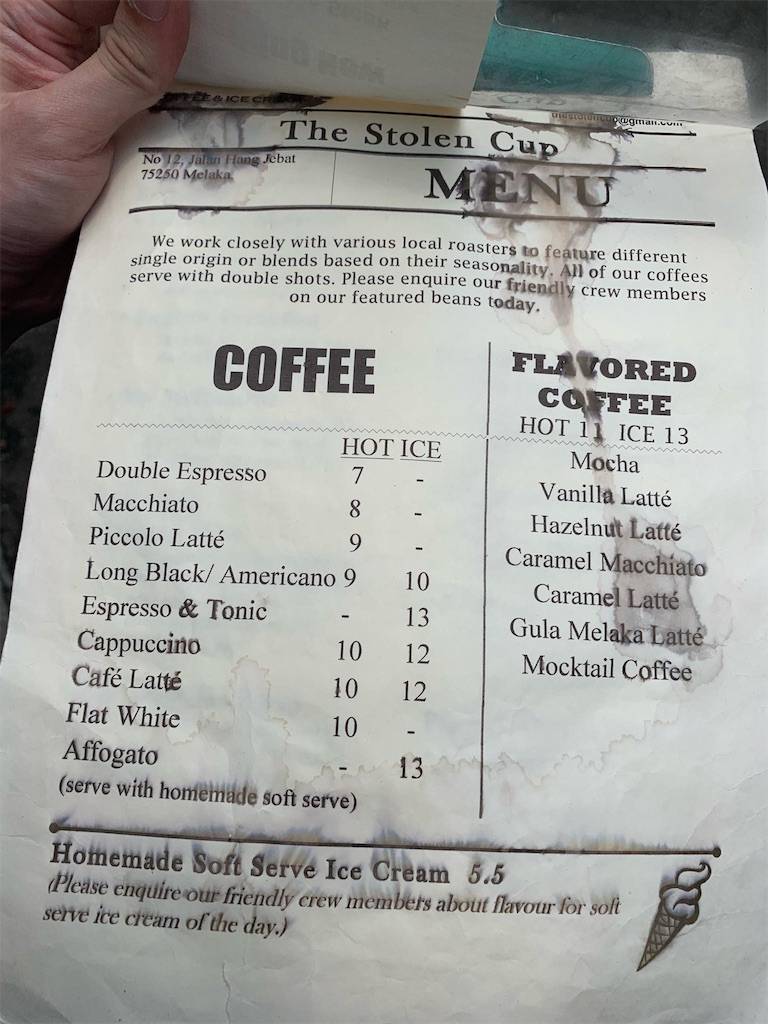 COFFEE & ICE CREAM
The Stolen Cup
No 12, Jalan Hang Jebat
75250 Melaka.
MENU
We work closely with various local roasters to feature different
single origin or blends based on their seasonality. All of our coffees
serve with double shots. Please enquire our friendly crew members
on our featured beans today.
COFFEE
HOT ICE
Double Espresso 7 -
Macchiato 8 -
Piccolo Latté 9 -
Long Black/ Americano 9 10
Espresso & Tonic - 13
Cappuccino 10 12
Café Latté 10 12
Flat White 10 -
Affogato - 13
(serve with homemade soft serve)
FLAVORED
COFFEE
HOT 11 ICE 13
Mocha
Vanilla Latté
Hazelnut Latté
Caramel Macchiato
Caramel Latté
Gula Melaka Latté
Mocktail Coffee
Homemade Soft Serve Ice Cream 5.5
(Please enquire our friendly crew members about flavour for soft
serve ice cream of the day.)